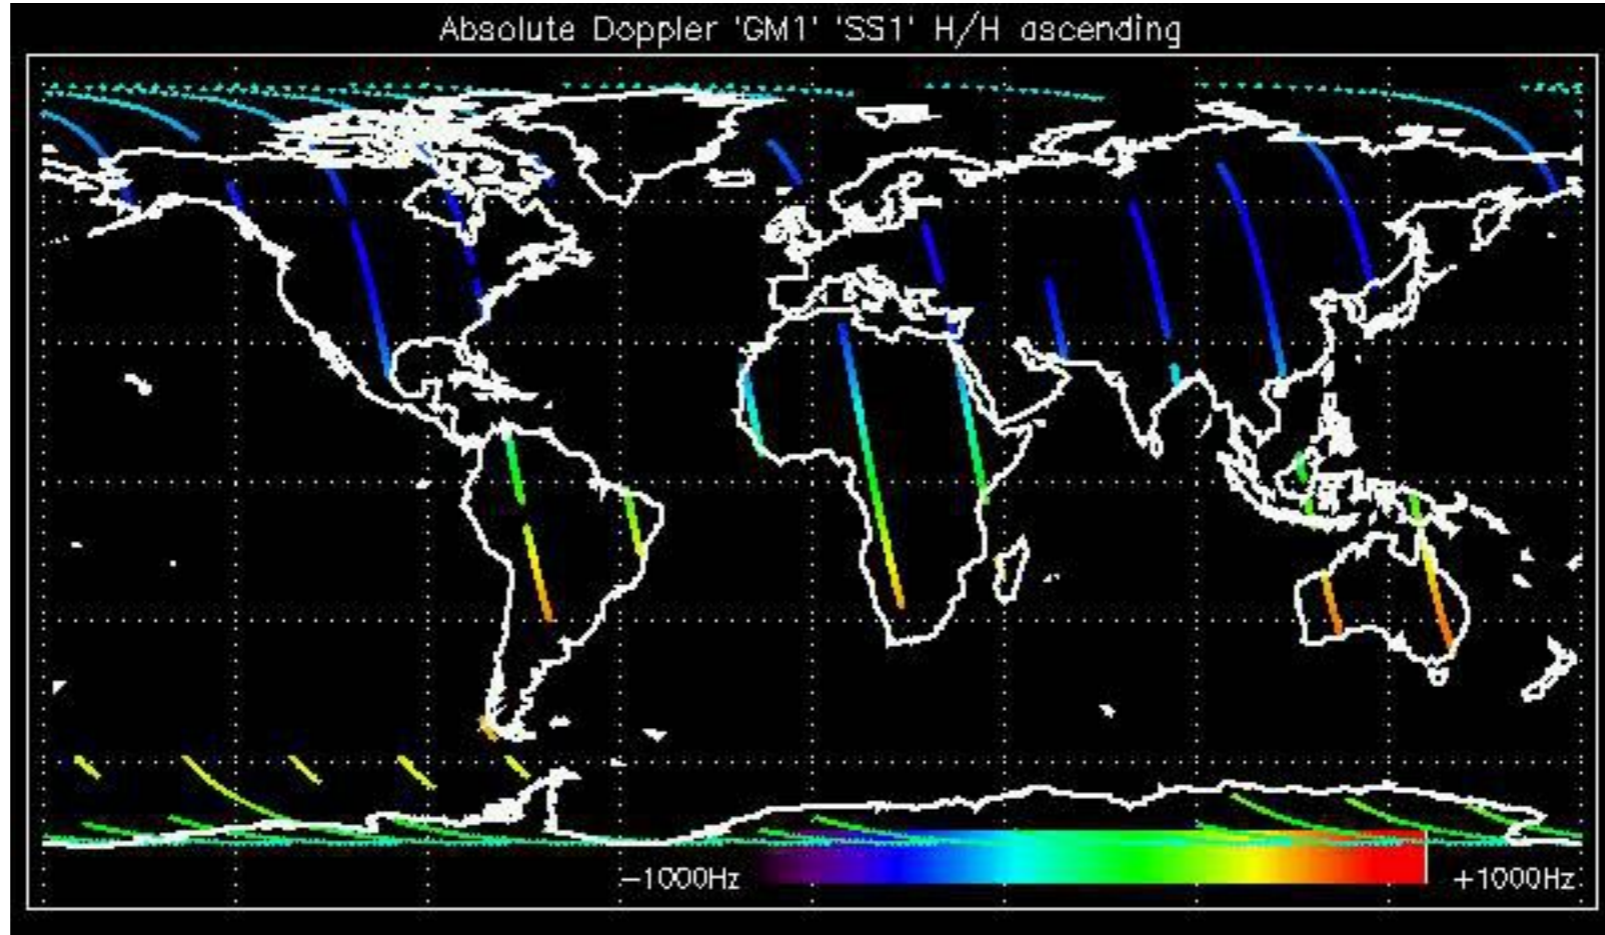 Absolute Doppler 'GM1' 'SS1' H/H ascending
-1000Hz +1000Hz